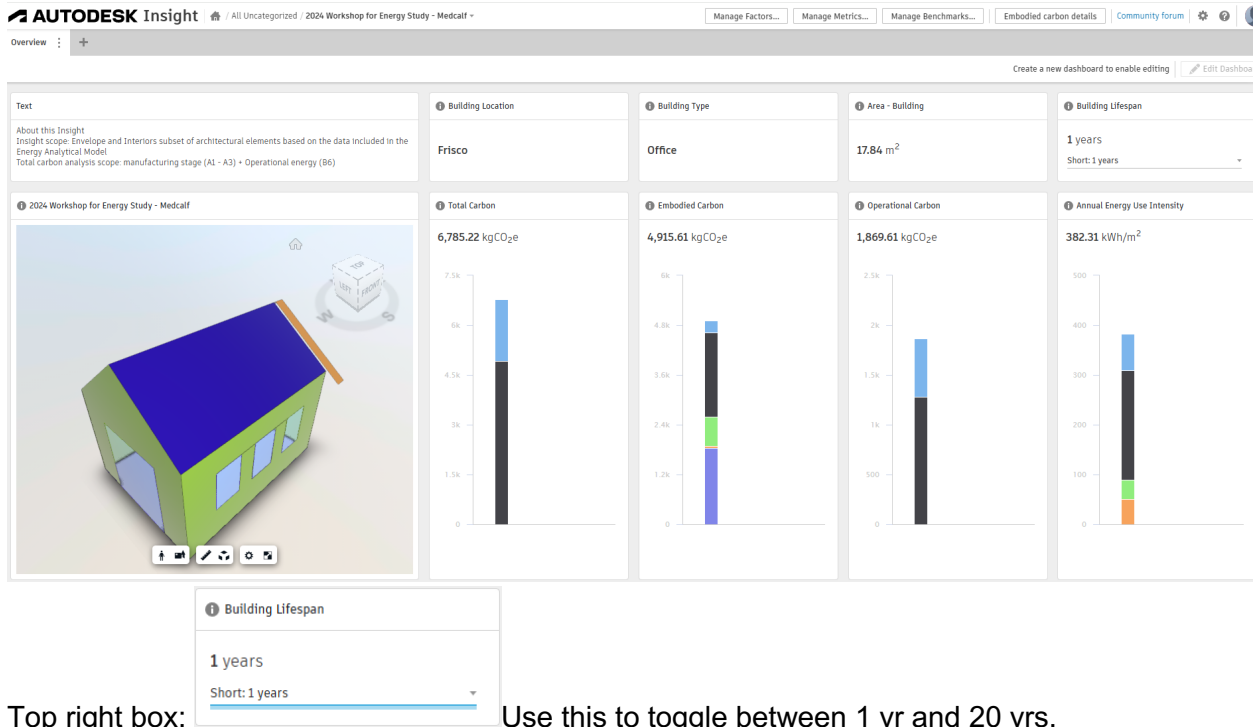 AUTODESK Insight / All Uncategorized / 2024 Workshop for Energy Study - Medcalf Manage Factors... Manage Metrics... Manage Benchmarks... Embodied carbon details Community forum
Overview +
Create a new dashboard to enable editing Edit Dashboa
Text
About this Insight
Insight scope: Envelope and Interiors subset of architectural elements based on the data included in the
Energy Analytical Model
Total carbon analysis scope: manufacturing stage (A1 - A3) + Operational energy (B6)
Building Location
Frisco
Building Type
Office
Area - Building
17.84 m²
Building Lifespan
1 years
Short: 1 years
2024 Workshop for Energy Study - Medcalf
TOP
LEFT FRONT
W S
Total Carbon
6,785.22 kgCO₂e
7.5k
6k
4.5k
3k
1.5k
0
Embodied Carbon
4,915.61 kgCO₂e
6k
4.8k
3.6k
2.4k
1.2k
0
Operational Carbon
1,869.61 kgCO₂e
2.5k
2k
1.5k
1k
500
0
Annual Energy Use Intensity
382.31 kWh/m²
500
400
300
200
100
0
Building Lifespan
1 years
Short: 1 years
Top right box: Use this to toggle between 1 yr and 20 yrs.